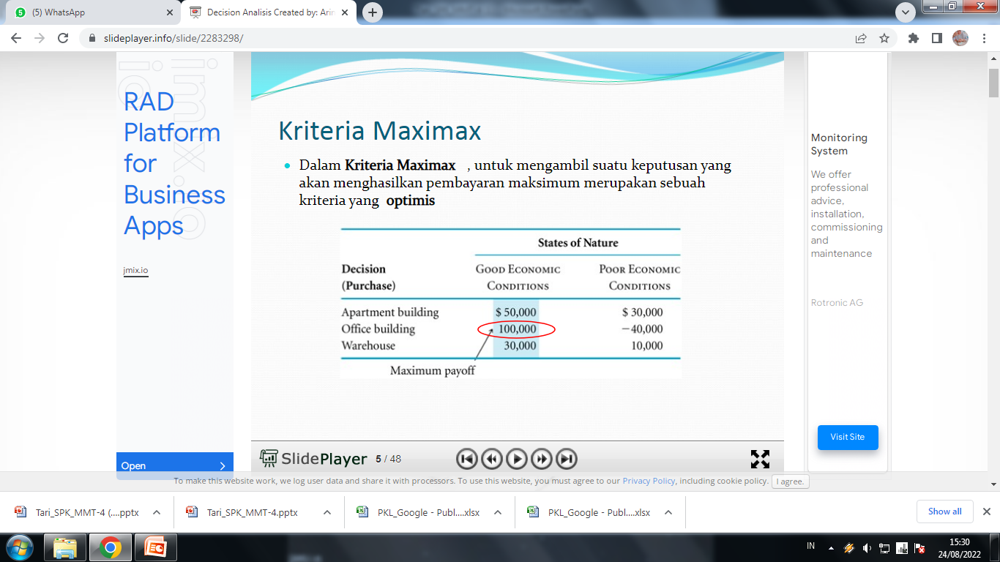 (5) WhatsApp
Decision Analisis Created by: Arin
slideplayer.info/slide/2283298/
RAD
Platform
for
Business
Apps
jmix.io
Open
Kriteria Maximax
Dalam Kriteria Maximax , untuk mengambil suatu keputusan yang
akan menghasilkan pembayaran maksimum merupakan sebuah
kriteria yang optimis
States of Nature
Decision GOOD ECONOMIC POOR ECONOMIC
(Purchase) CONDITIONS CONDITIONS
Apartment building $ 50,000 $ 30,000
Office building 100,000 −40,000
Warehouse 30,000 10,000
Maximum payoff
SlidePlayer 5 / 48
Monitoring
System
We offer
professional
advice,
installation,
commissioning
and
maintenance
Rotronic AG
Visit Site
To make this website work, we log user data and share it with processors. To use this website, you must agree to our Privacy Policy, including cookie policy. I agree.
Tari_SPK_MMT-4 (....pptx Tari_SPK_MMT-4.pptx PKL_Google - Publ....xlsx PKL_Google - Publ....xlsx Show all
IN 15:30
24/08/2022